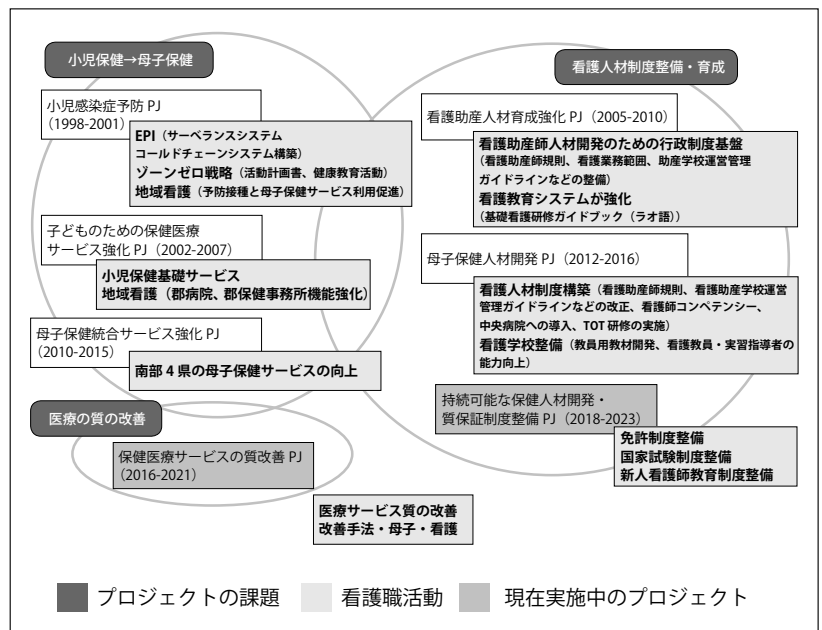 小児保健→母子保健
小児感染症予防 PJ
(1998-2001)
EPI（サーベランスシステム
コールドチェーンシステム構築）
ゾーンゼロ戦略（活動計画書、健康教育活動）
地域看護（予防接種と母子保健サービス利用促進）
子どものための保健医療
サービス強化 PJ（2002-2007）
小児保健基礎サービス
地域看護（郡病院、郡保健事務所機能強化）
母子保健統合サービス強化 PJ
(2010-2015)
南部 4 県の母子保健サービスの向上
医療の質の改善
保健医療サービスの質改善 PJ
(2016-2021)
医療サービス質の改善
改善手法・母子・看護
看護人材制度整備・育成
看護助産人材育成強化 PJ（2005-2010）
看護助産師人材開発のための行政制度基盤
（看護助産師規則、看護業務範囲、助産学校運営管理
ガイドラインなどの整備）
看護教育システムが強化
（基礎看護研修ガイドブック（ラオ語））
母子保健人材開発 PJ（2012-2016）
看護人材制度構築（看護助産師規則、看護助産学校運営
管理ガイドラインなどの改正、看護師コンペテンシー、
中央病院への導入、TOT 研修の実施）
看護学校整備（教員用教材開発、看護教員・実習指導者の
能力向上）
持続可能な保健人材開発・
質保証制度整備 PJ（2018-2023）
免許制度整備
国家試験制度整備
新人看護師教育制度整備
プロジェクトの課題 看護職活動 現在実施中のプロジェクト